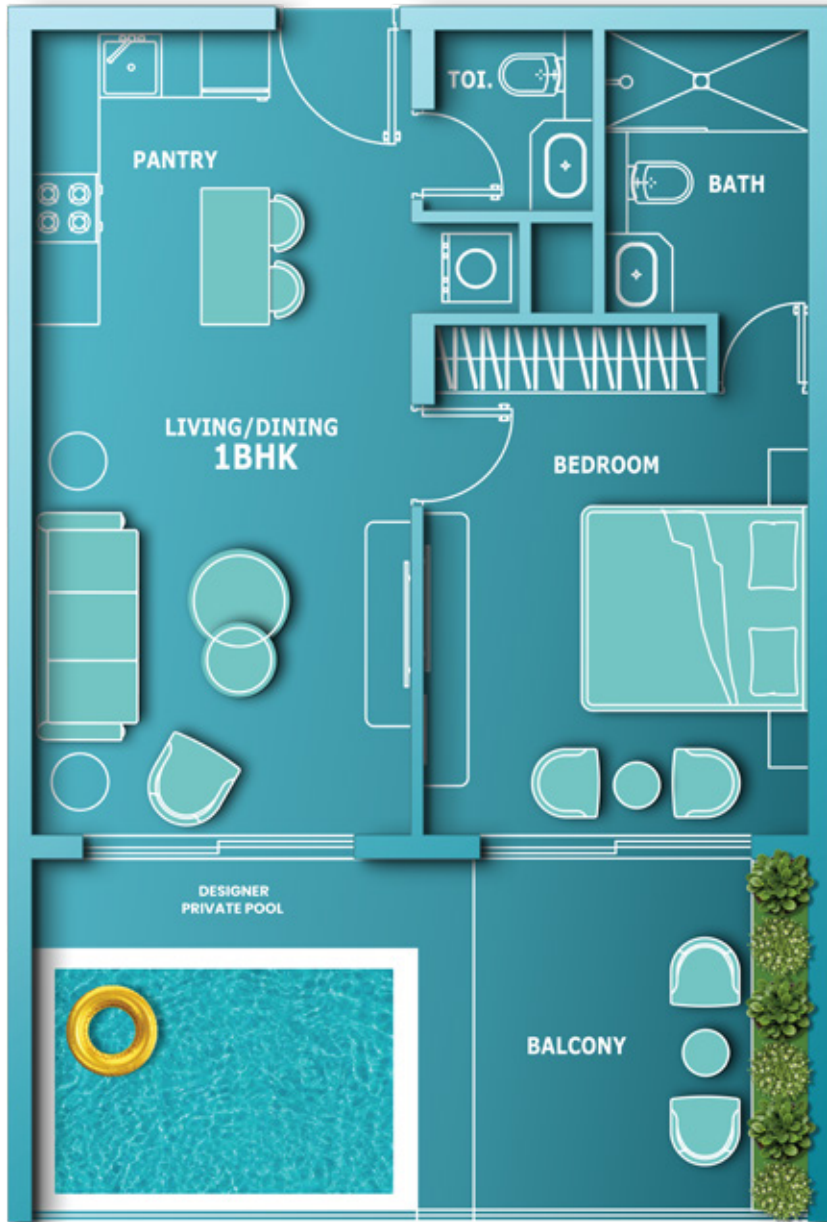 TOI.
PANTRY
BATH
LIVING/DINING
1BHK
BEDROOM
DESIGNER
PRIVATE POOL
BALCONY